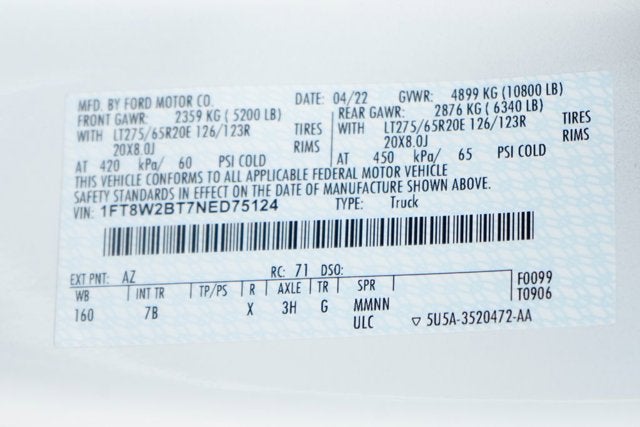 MFD. BY FORD MOTOR CO. DATE: 04/22 GVWR: 4899 KG (10800 LB)
FRONT GAWR: 2359 KG ( 5200 LB) REAR GAWR: 2876 KG ( 6340 LB)
WITH LT275/65R20E 126/123R TIRES WITH LT275/65R20E 126/123R TIRES
20X8.0J RIMS 20X8.0J RIMS
AT 420 kPa/ 60 PSI COLD AT 450 kPa/ 65 PSI COLD
THIS VEHICLE CONFORMS TO ALL APPLICABLE FEDERAL MOTOR VEHICLE
SAFETY STANDARDS IN EFFECT ON THE DATE OF MANUFACTURE SHOWN ABOVE.
VIN: 1FT8W2BT7NED75124 TYPE: Truck
EXT PNT: AZ RC: 71 DSO: F0099
WB INT TR TP/PS R AXLE TR SPR T0906
160 7B X 3H G MMNN
ULC ▽ 5U5A-3520472-AA